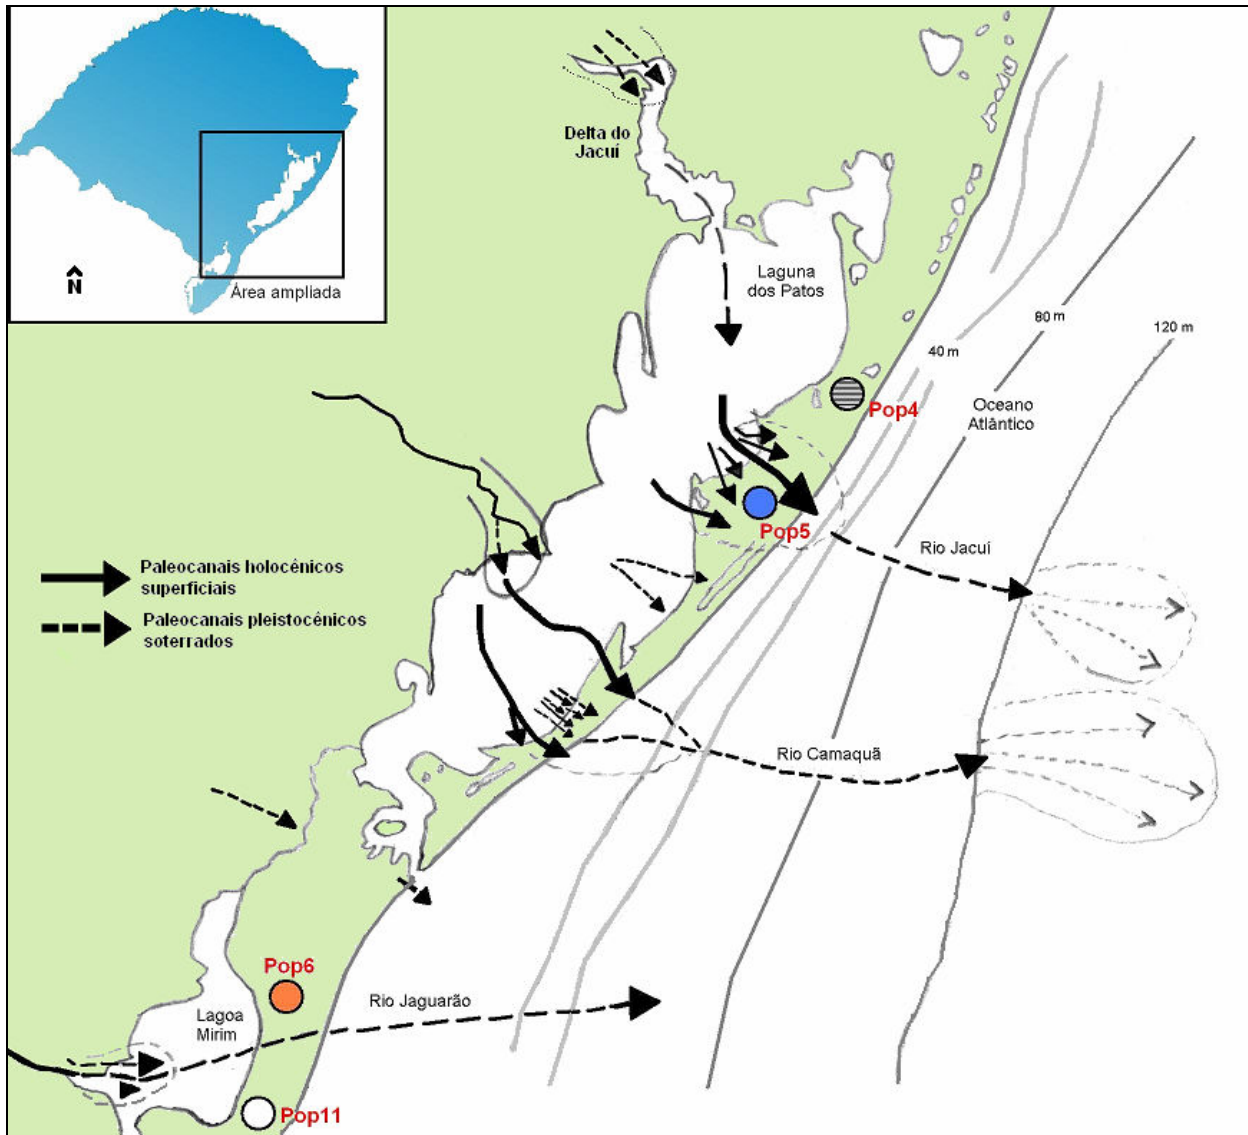 N
Área ampliada
Delta do
Jacuí
Laguna
dos Patos
80 m
120 m
40 m
Oceano
Atlântico
Pop4
Pop5
Rio Jacuí
Paleocanais holocênicos
superficiais
Paleocanais pleistocênicos
soterrados
Rio Camaquã
Pop6
Rio Jaguarão
Lagoa
Mirim
Pop11